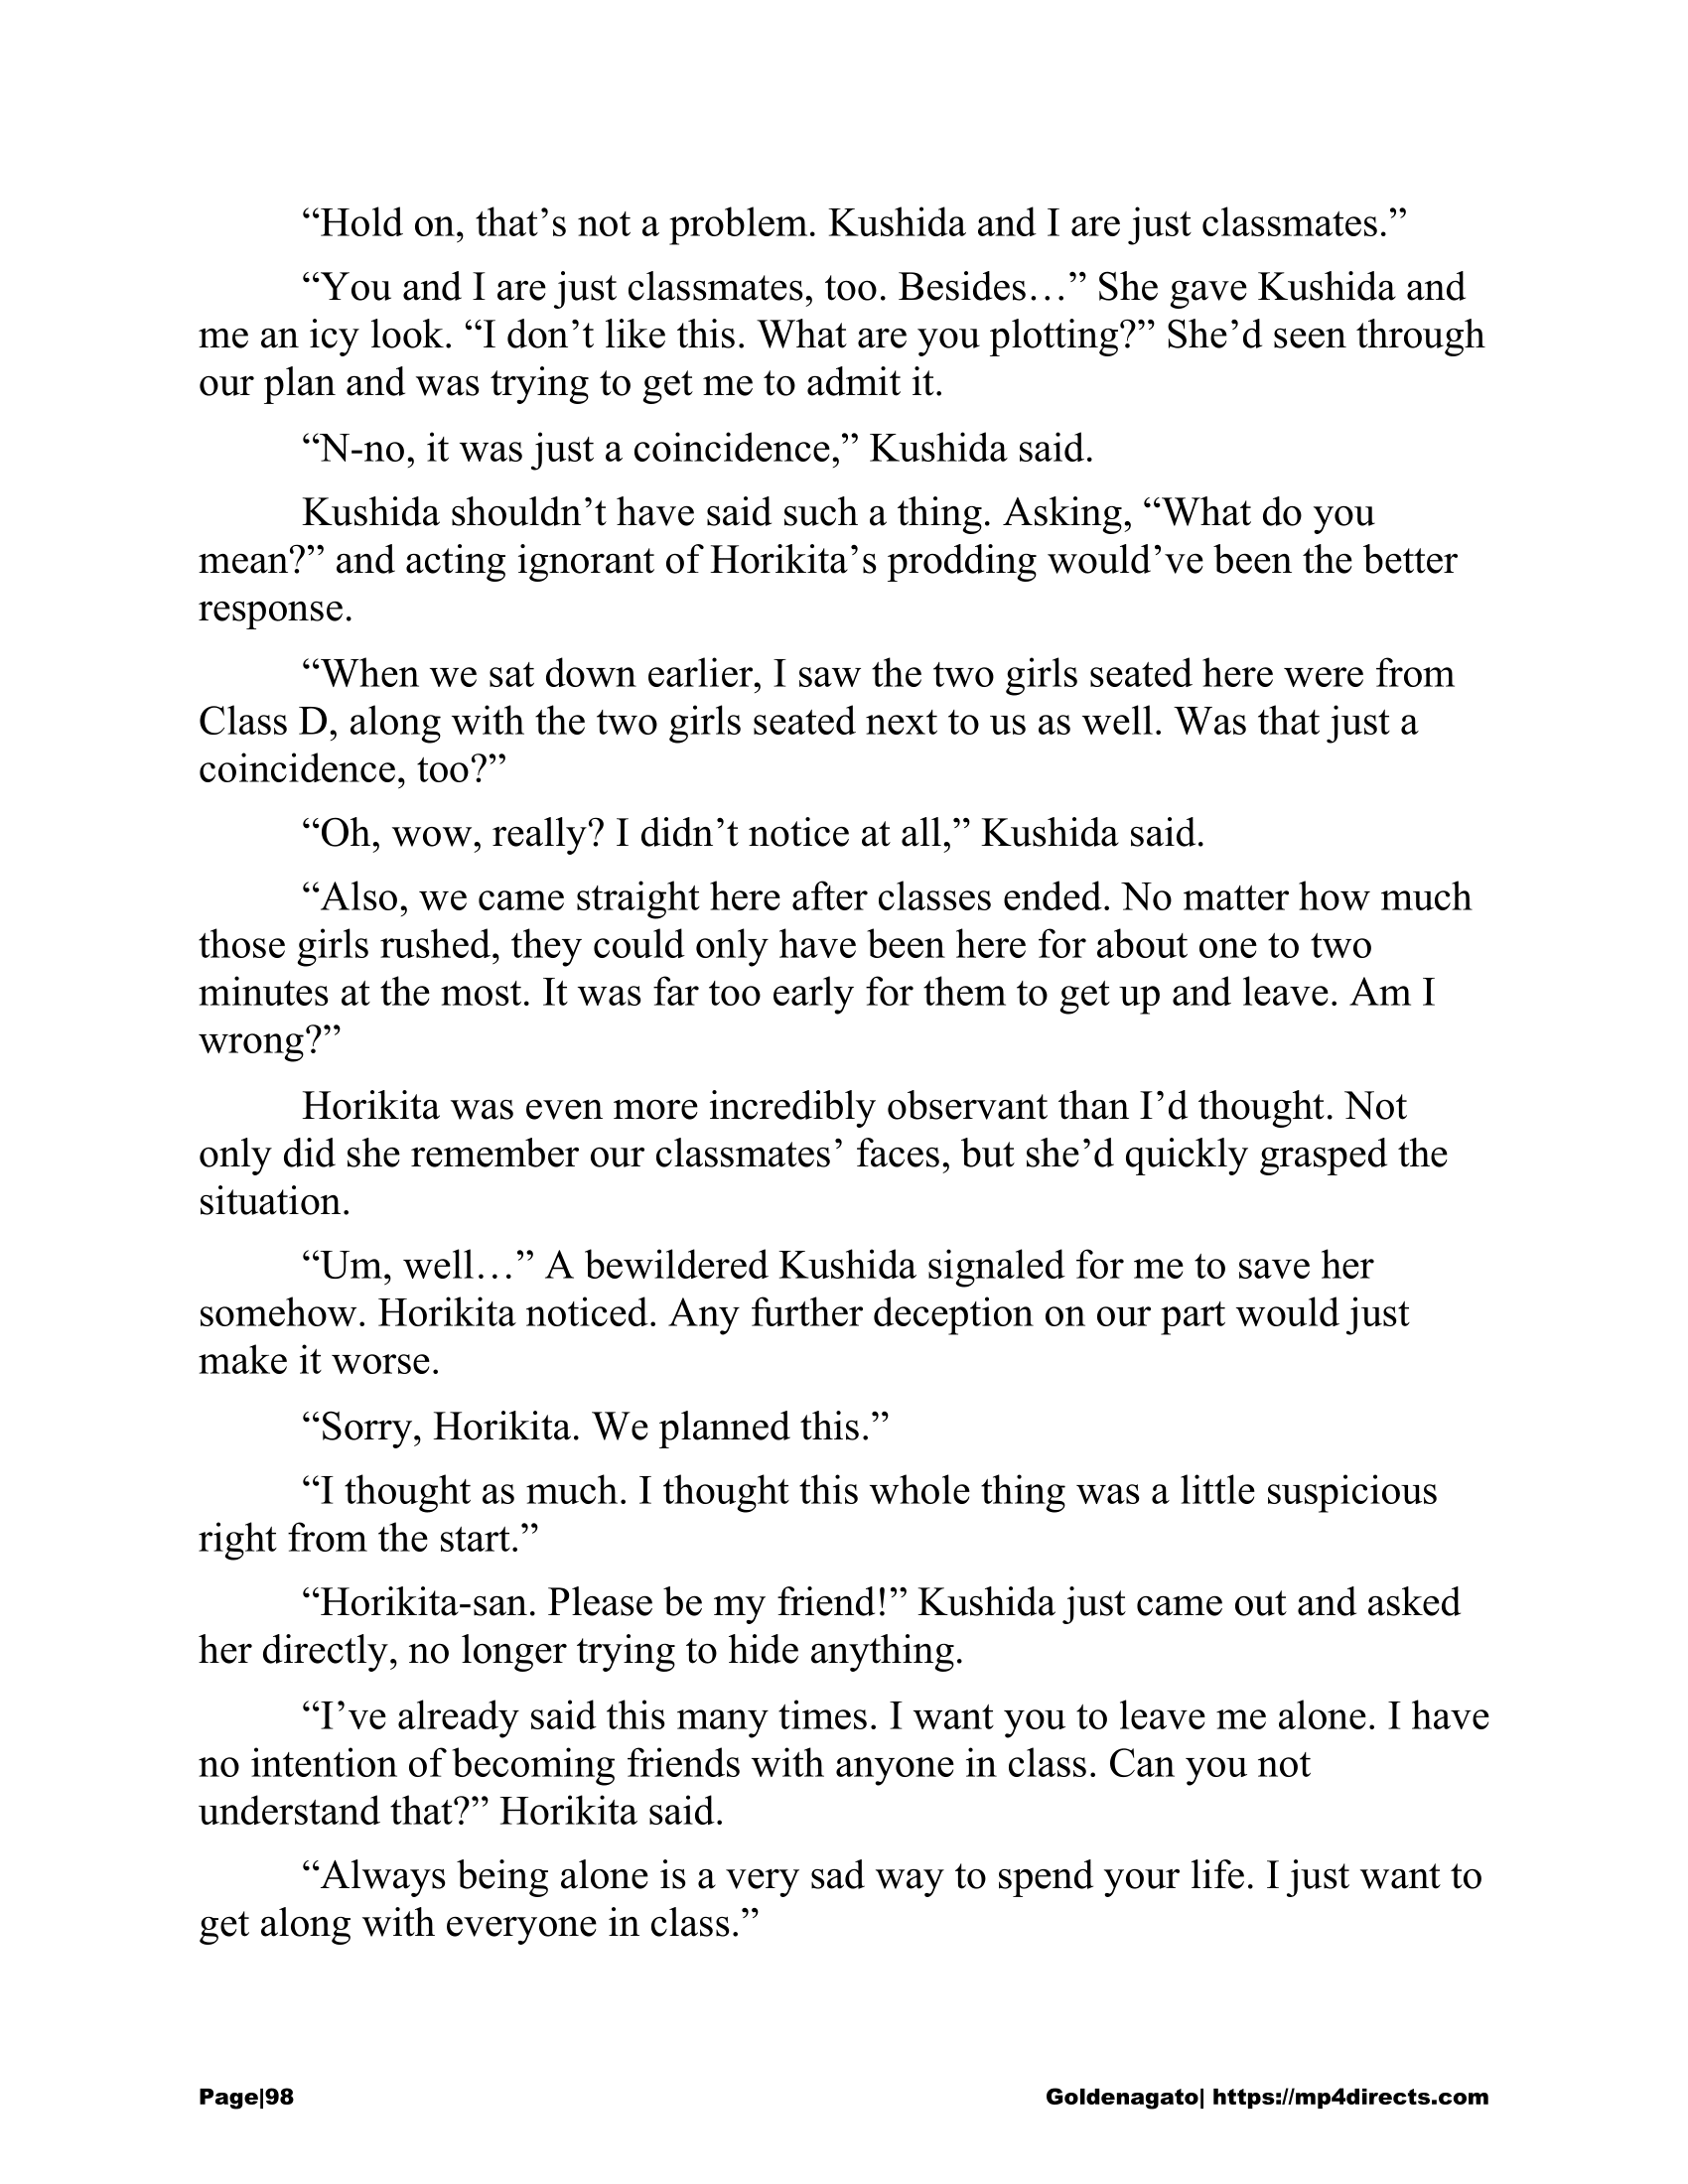 “Hold on, that’s not a problem. Kushida and I are just classmates.”
“You and I are just classmates, too. Besides…” She gave Kushida and
me an icy look. “I don’t like this. What are you plotting?” She’d seen through
our plan and was trying to get me to admit it.
“N-no, it was just a coincidence,” Kushida said.
Kushida shouldn’t have said such a thing. Asking, “What do you
mean?” and acting ignorant of Horikita’s prodding would’ve been the better
response.
“When we sat down earlier, I saw the two girls seated here were from
Class D, along with the two girls seated next to us as well. Was that just a
coincidence, too?”
“Oh, wow, really? I didn’t notice at all,” Kushida said.
“Also, we came straight here after classes ended. No matter how much
those girls rushed, they could only have been here for about one to two
minutes at the most. It was far too early for them to get up and leave. Am I
wrong?”
Horikita was even more incredibly observant than I’d thought. Not
only did she remember our classmates’ faces, but she’d quickly grasped the
situation.
“Um, well…” A bewildered Kushida signaled for me to save her
somehow. Horikita noticed. Any further deception on our part would just
make it worse.
“Sorry, Horikita. We planned this.”
“I thought as much. I thought this whole thing was a little suspicious
right from the start.”
“Horikita-san. Please be my friend!” Kushida just came out and asked
her directly, no longer trying to hide anything.
“I’ve already said this many times. I want you to leave me alone. I have
no intention of becoming friends with anyone in class. Can you not
understand that?” Horikita said.
“Always being alone is a very sad way to spend your life. I just want to
get along with everyone in class.”
Page|98 Goldenagato| https://mp4directs.com